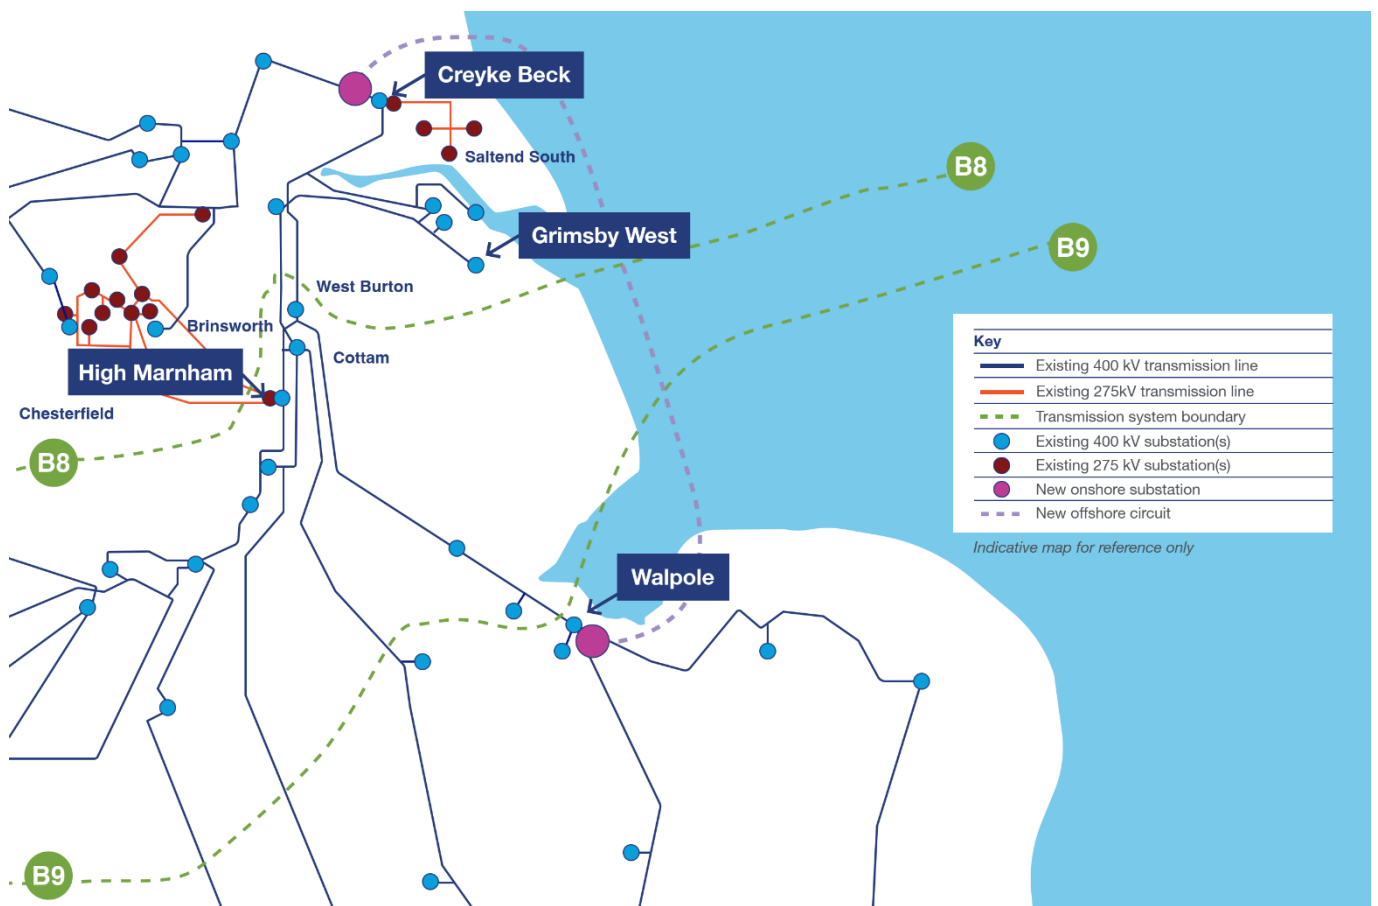 Creyke Beck
Saltend South
B8
Grimsby West
B9
West Burton
Brinsworth
Cottam
High Marnham
Chesterfield
B8
Key
Existing 400 kV transmission line
Existing 275kV transmission line
Transmission system boundary
Existing 400 kV substation(s)
Existing 275 kV substation(s)
New onshore substation
New offshore circuit
Indicative map for reference only
Walpole
B9